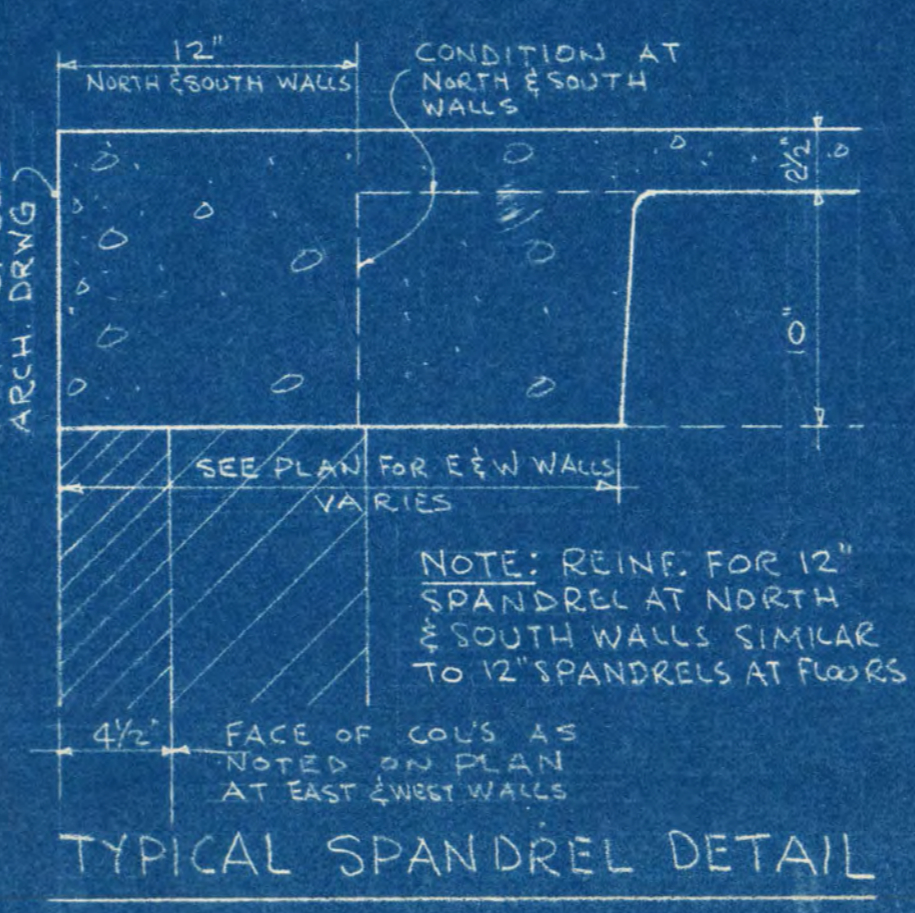 12"
NORTH & SOUTH WALLS
CONDITION AT
NORTH & SOUTH
WALLS
ARCH. DRWG
2½"
10"
SEE PLAN FOR E & W WALLS
VARIES
NOTE: REINF. FOR 12"
SPANDREL AT NORTH
& SOUTH WALLS SIMILAR
TO 12" SPANDRELS AT FLOORS
4½"
FACE OF COL'S AS
NOTED ON PLAN
AT EAST & WEST WALLS
TYPICAL SPANDREL DETAIL